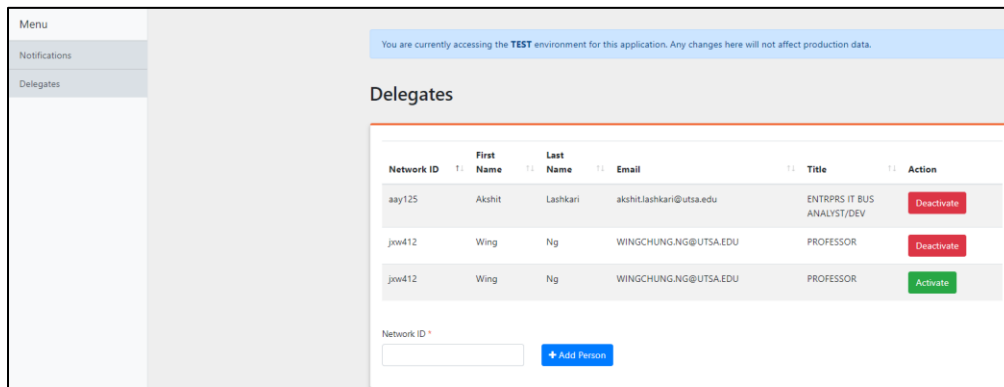 Menu
Notifications
Delegates
You are currently accessing the TEST environment for this application. Any changes here will not affect production data.
Delegates
Network ID First Name Last Name Email Title Action
aay125 Akshit Lashkari akshit.lashkari@utsa.edu ENTRPRS IT BUS ANALYST/DEV Deactivate
jxw412 Wing Ng WINGCHUNG.NG@UTSA.EDU PROFESSOR Deactivate
jxw412 Wing Ng WINGCHUNG.NG@UTSA.EDU PROFESSOR Activate
Network ID *
+ Add Person